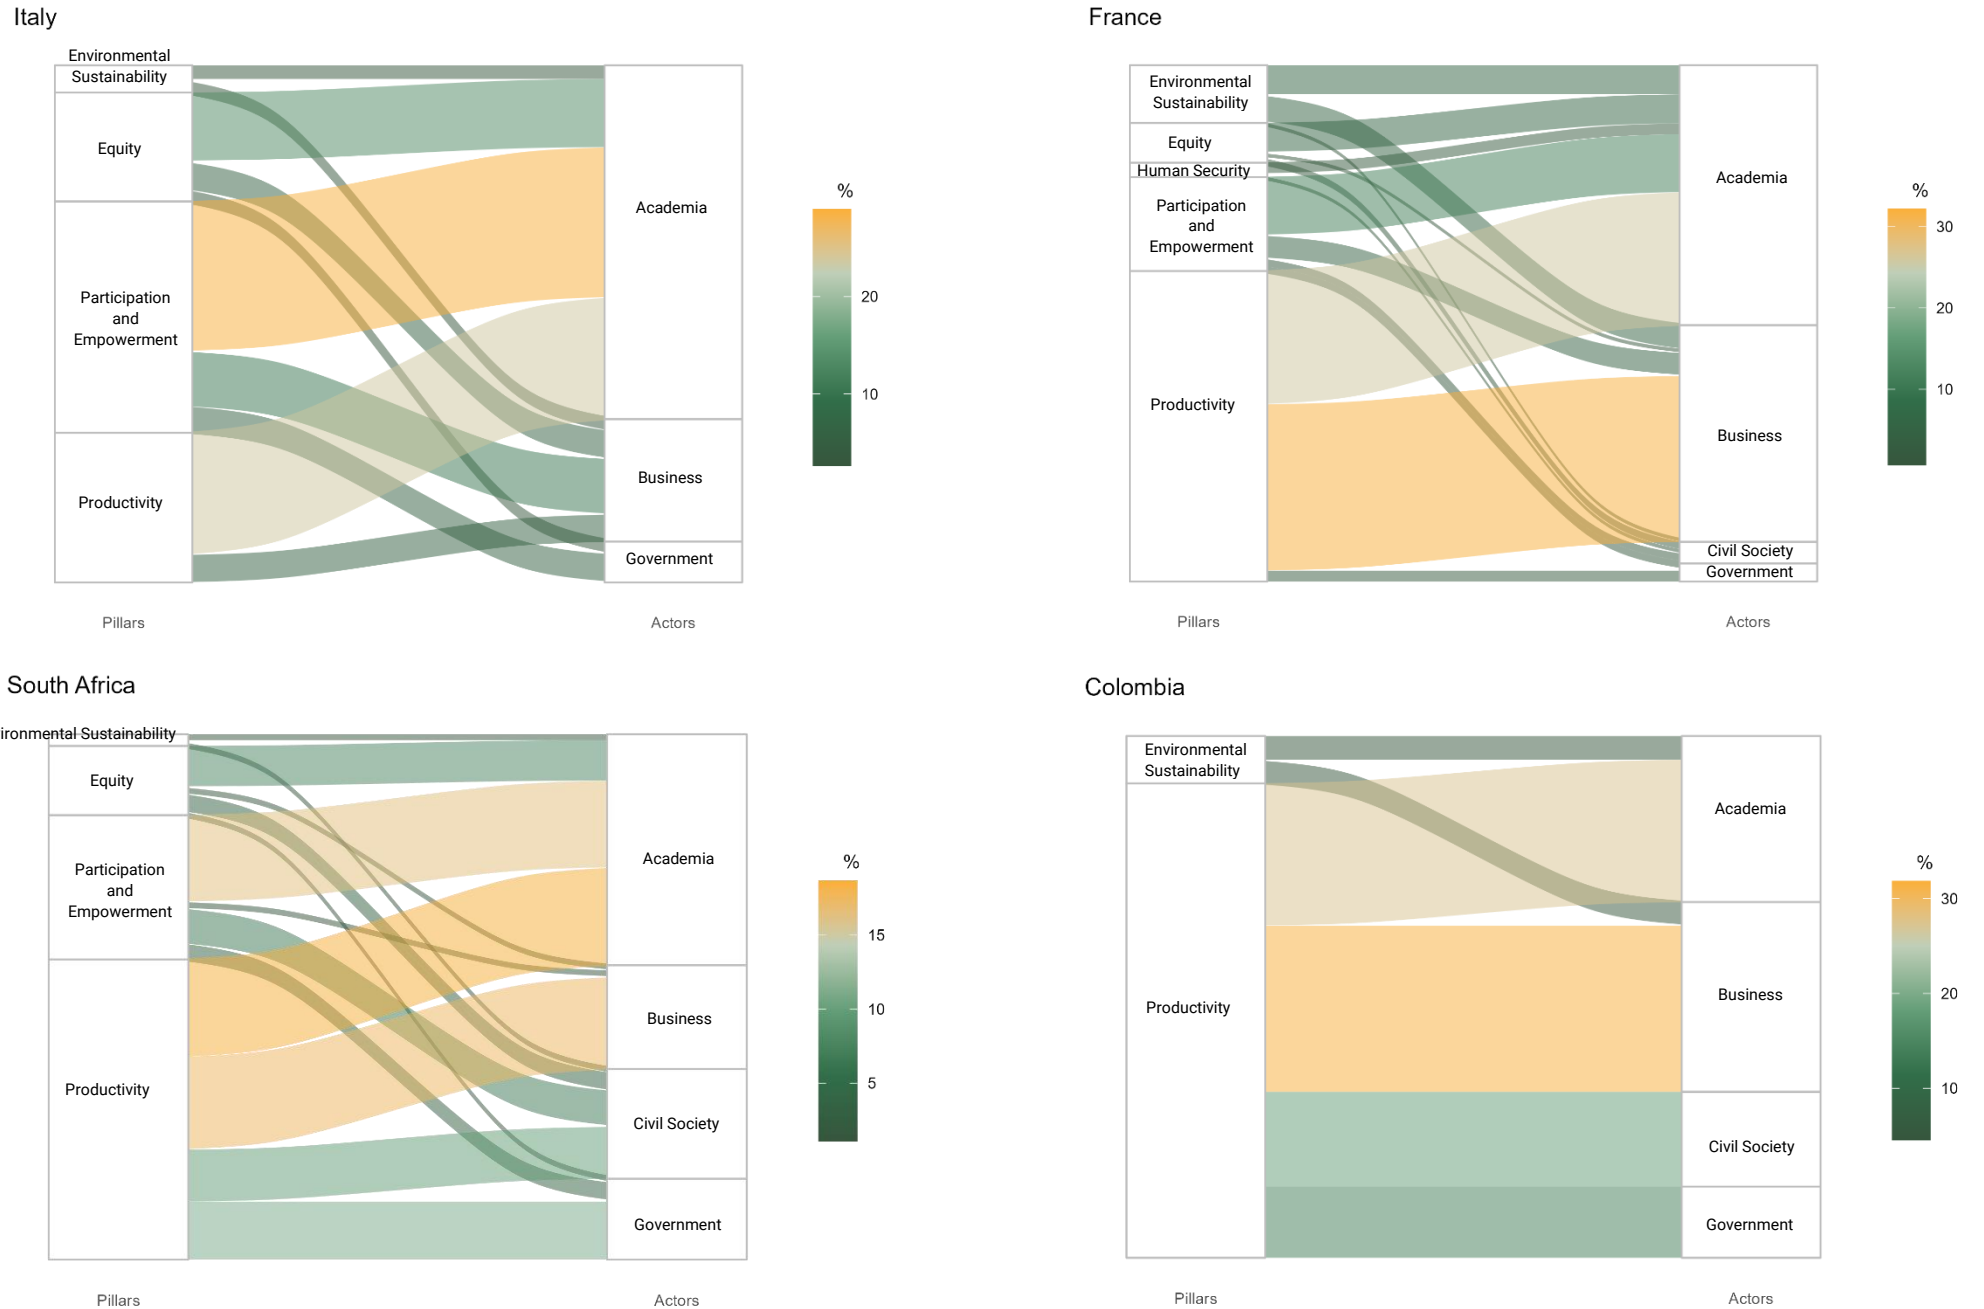 Italy
Environmental
Sustainability
Equity
Participation
and
Empowerment
Productivity
Academia
Business
Government
%
20
10
Pillars
Actors
France
Environmental
Sustainability
Equity
Human Security
Participation
and
Empowerment
Productivity
Academia
Business
Civil Society
Government
%
30
20
10
Pillars
Actors
South Africa
ironmental Sustainability
Equity
Participation
and
Empowerment
Productivity
Academia
Business
Civil Society
Government
%
15
10
5
Pillars
Actors
Colombia
Environmental
Sustainability
Productivity
Academia
Business
Civil Society
Government
%
30
20
10
Pillars
Actors